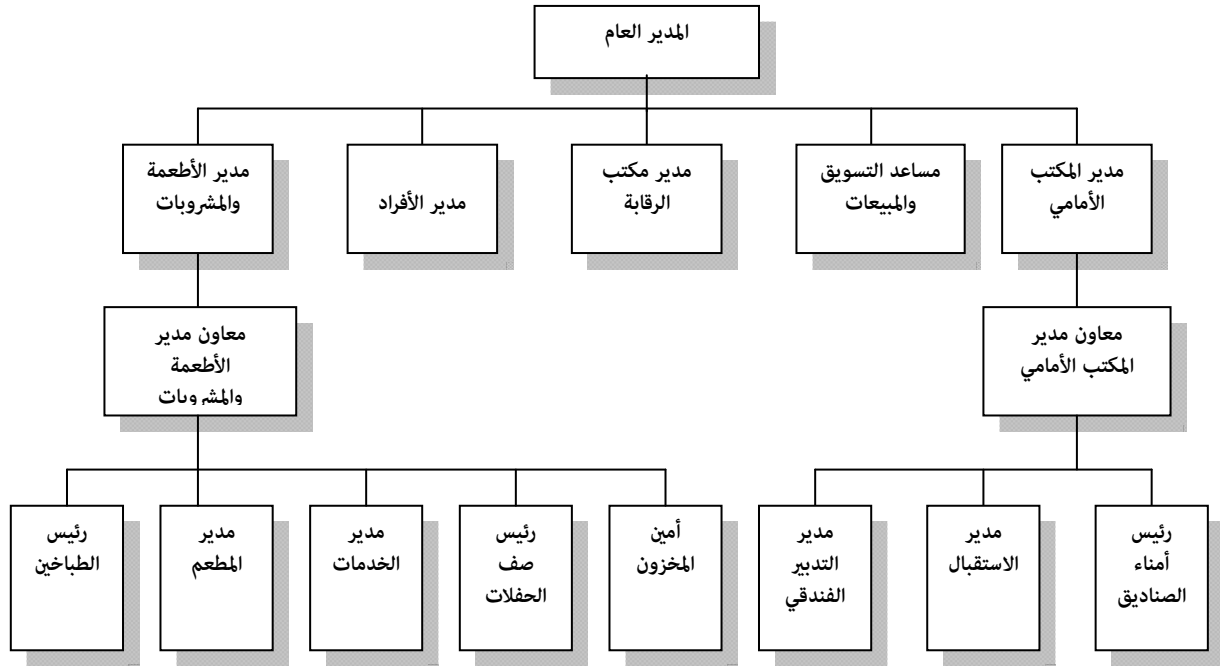 المدير العام
مدير المكتب
الأمامي
مساعد التسويق
والمبيعات
مدير مكتب
الرقابة
مدير الأفراد
مدير الأطعمة
والمشروبات
معاون مدير
المكتب الأمامي
معاون مدير
الأطعمة
والمشروبات
رئيس
أمناء
الصناديق
مدير
الاستقبال
مدير
التدبير
الفندقي
أمين
المخزون
رئيس
صف
الحفلات
مدير
الخدمات
مدير
المطعم
رئيس
الطباخين